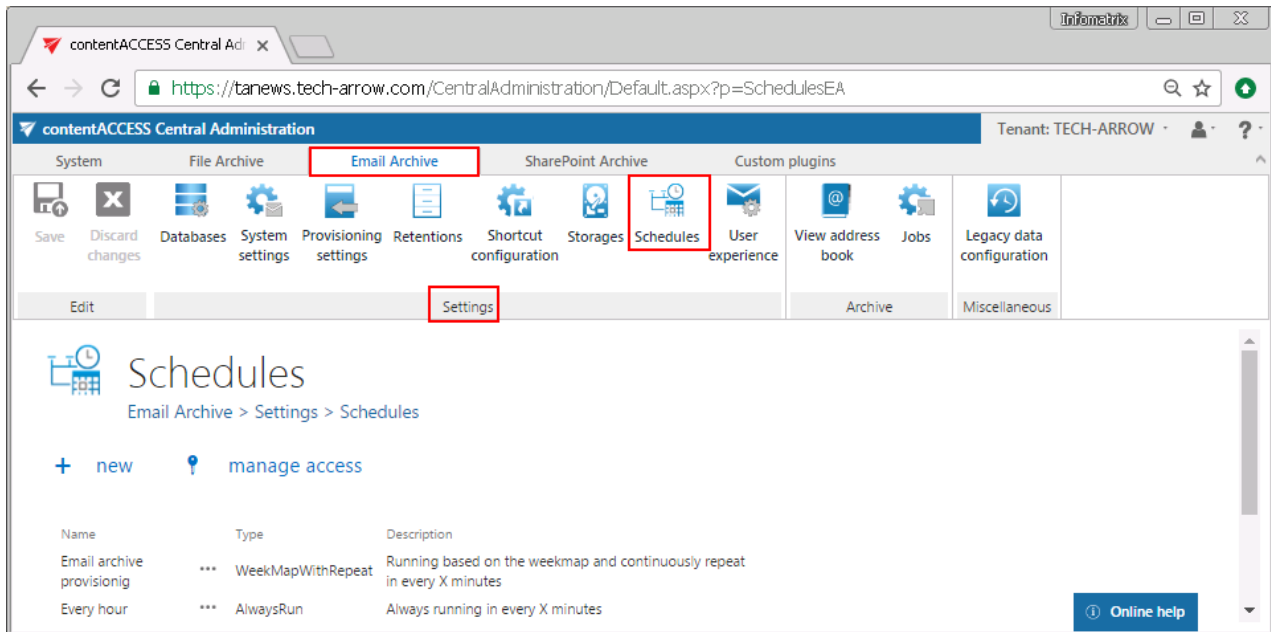 Infomatrix
contentACCESS Central Adr
https://tanews.tech-arrow.com/CentralAdministration/Default.aspx?p=SchedulesEA
contentACCESS Central Administration Tenant: TECH-ARROW ?
System File Archive Email Archive SharePoint Archive Custom plugins
Save Discard Databases System Provisioning Retentions Shortcut Storages Schedules User View address Jobs Legacy data
changes settings settings configuration experience book configuration
Edit Settings Archive Miscellaneous
Schedules
Email Archive > Settings > Schedules
+ new manage access
Name Type Description
Email archive ••• WeekMapWithRepeat Running based on the weekmap and continuously repeat
provisionig in every X minutes
Every hour ••• AlwaysRun Always running in every X minutes
Online help